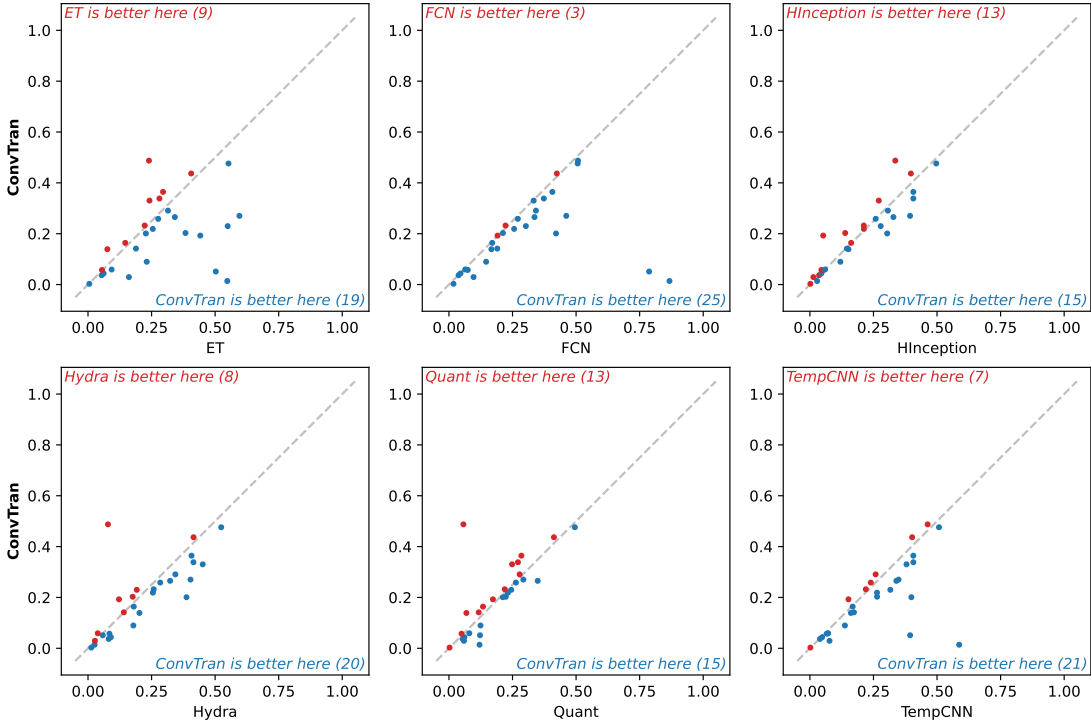 ET is better here (9)
1.0
0.8
0.6
0.4
0.2
0.0
ConvTran
ConvTran is better here (19)
0.00 0.25 0.50 0.75 1.00
ET
FCN is better here (3)
1.0
0.8
0.6
0.4
0.2
0.0
ConvTran is better here (25)
0.00 0.25 0.50 0.75 1.00
FCN
HInception is better here (13)
1.0
0.8
0.6
0.4
0.2
0.0
ConvTran is better here (15)
0.00 0.25 0.50 0.75 1.00
HInception
Hydra is better here (8)
1.0
0.8
0.6
0.4
0.2
0.0
ConvTran
ConvTran is better here (20)
0.00 0.25 0.50 0.75 1.00
Hydra
Quant is better here (13)
1.0
0.8
0.6
0.4
0.2
0.0
ConvTran is better here (15)
0.00 0.25 0.50 0.75 1.00
Quant
TempCNN is better here (7)
1.0
0.8
0.6
0.4
0.2
0.0
ConvTran is better here (21)
0.00 0.25 0.50 0.75 1.00
TempCNN